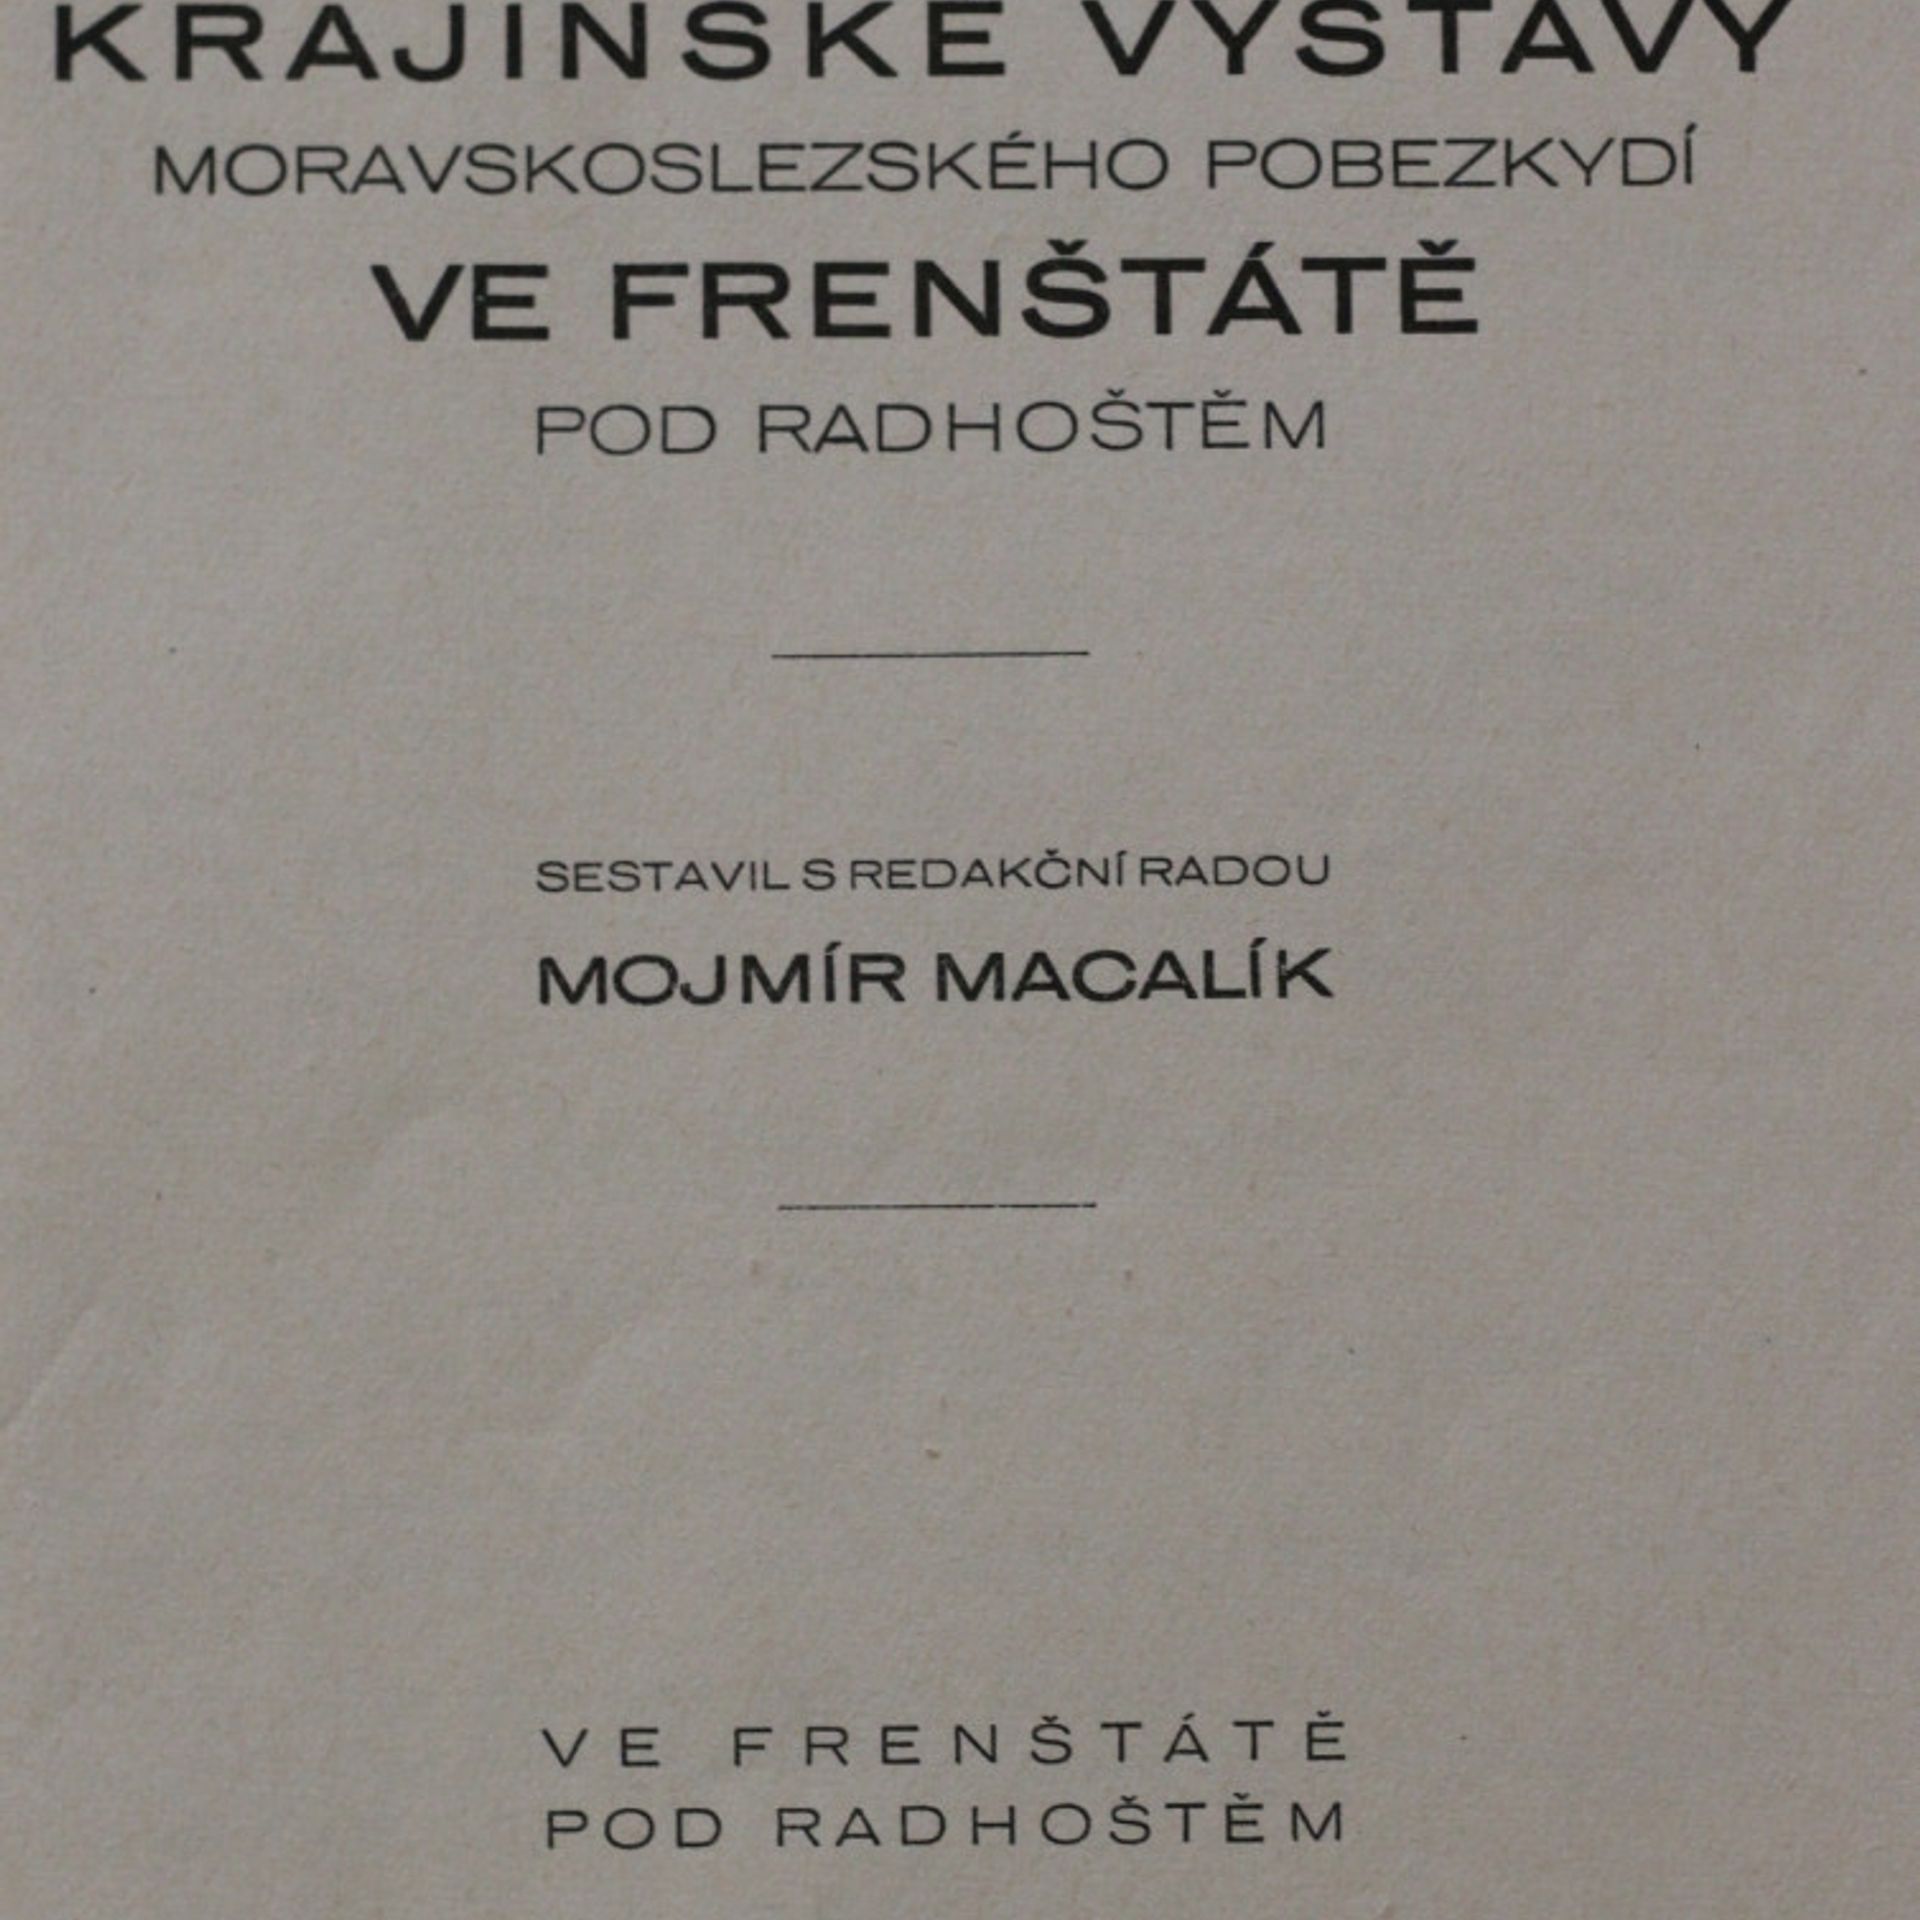 KRAJINSKÉ VÝSTAVY
MORAVSKOSLEZSKÉHO POBEZKYDÍ
VE FRENŠTÁTĚ
POD RADHOŠTĚM
SESTAVIL S REDAKČNÍ RADOU
MOJMÍR MACALÍK
VE FRENŠTÁTĚ
POD RADHOŠTĚM